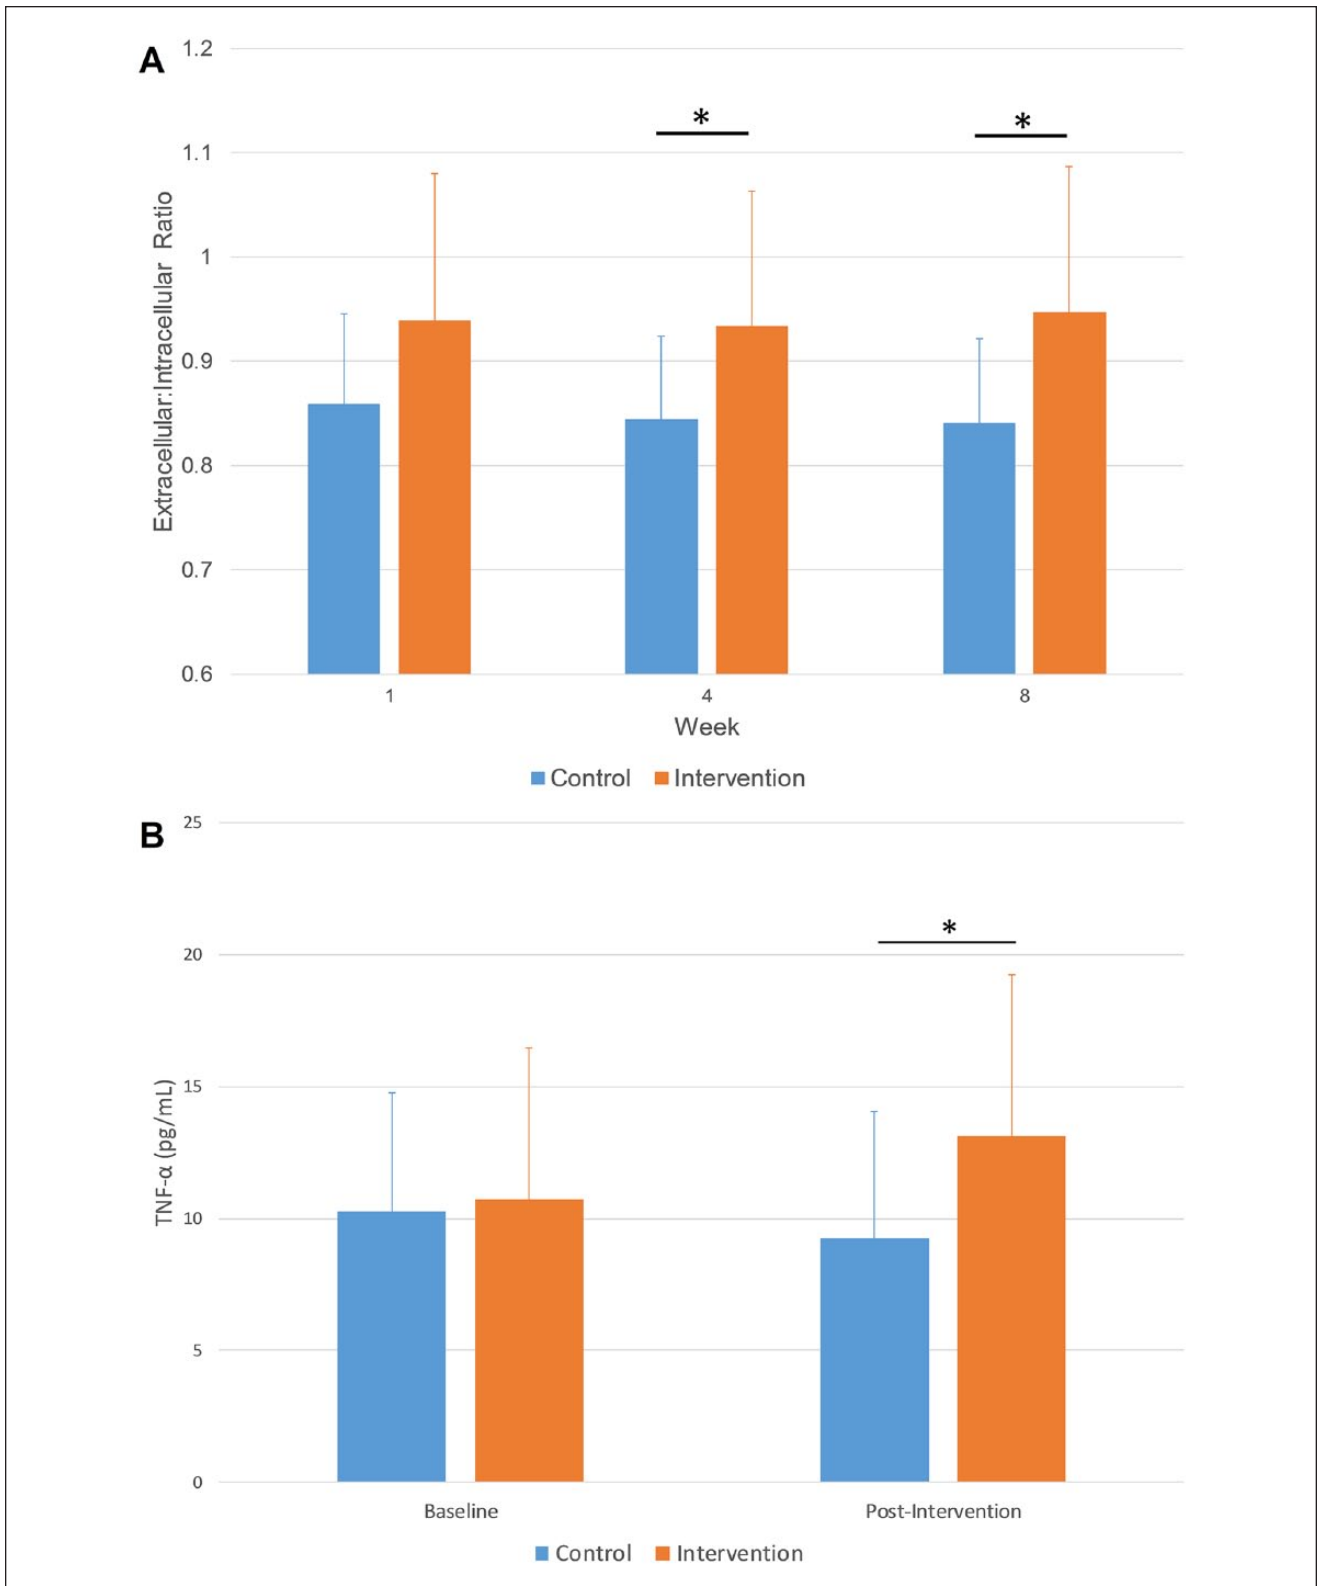 A
1.2
1.1
1
0.9
0.8
0.7
0.6
Extracellular:Intracellular Ratio
*
*
1 4 8
Week
Control Intervention
B
25
20
15
10
5
0
TNF-α (pg/mL)
*
Baseline Post-Intervention
Control Intervention